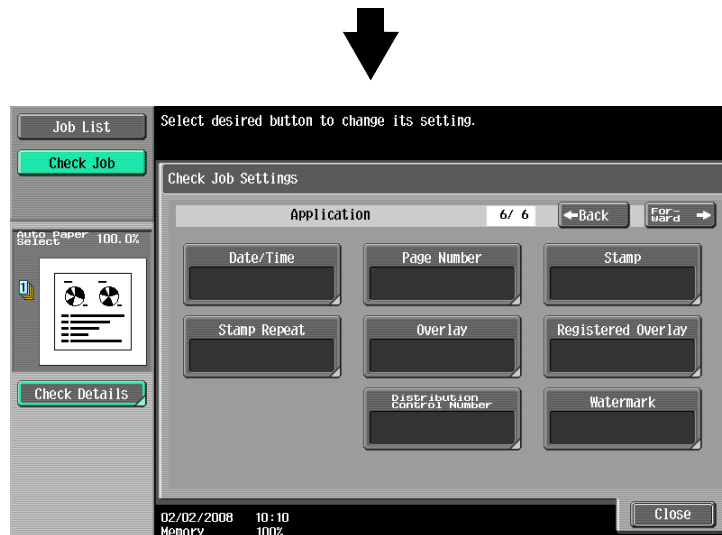 Job List
Select desired button to change its setting.
Check Job
Check Job Settings
Application 6/ 6 ←Back For-ward →
Auto Paper Select 100.0%
Date/Time Page Number Stamp
1
Stamp Repeat Overlay Registered Overlay
Check Details
Distribution Control Number Watermark
02/02/2008 10:10
Memory 100%
Close